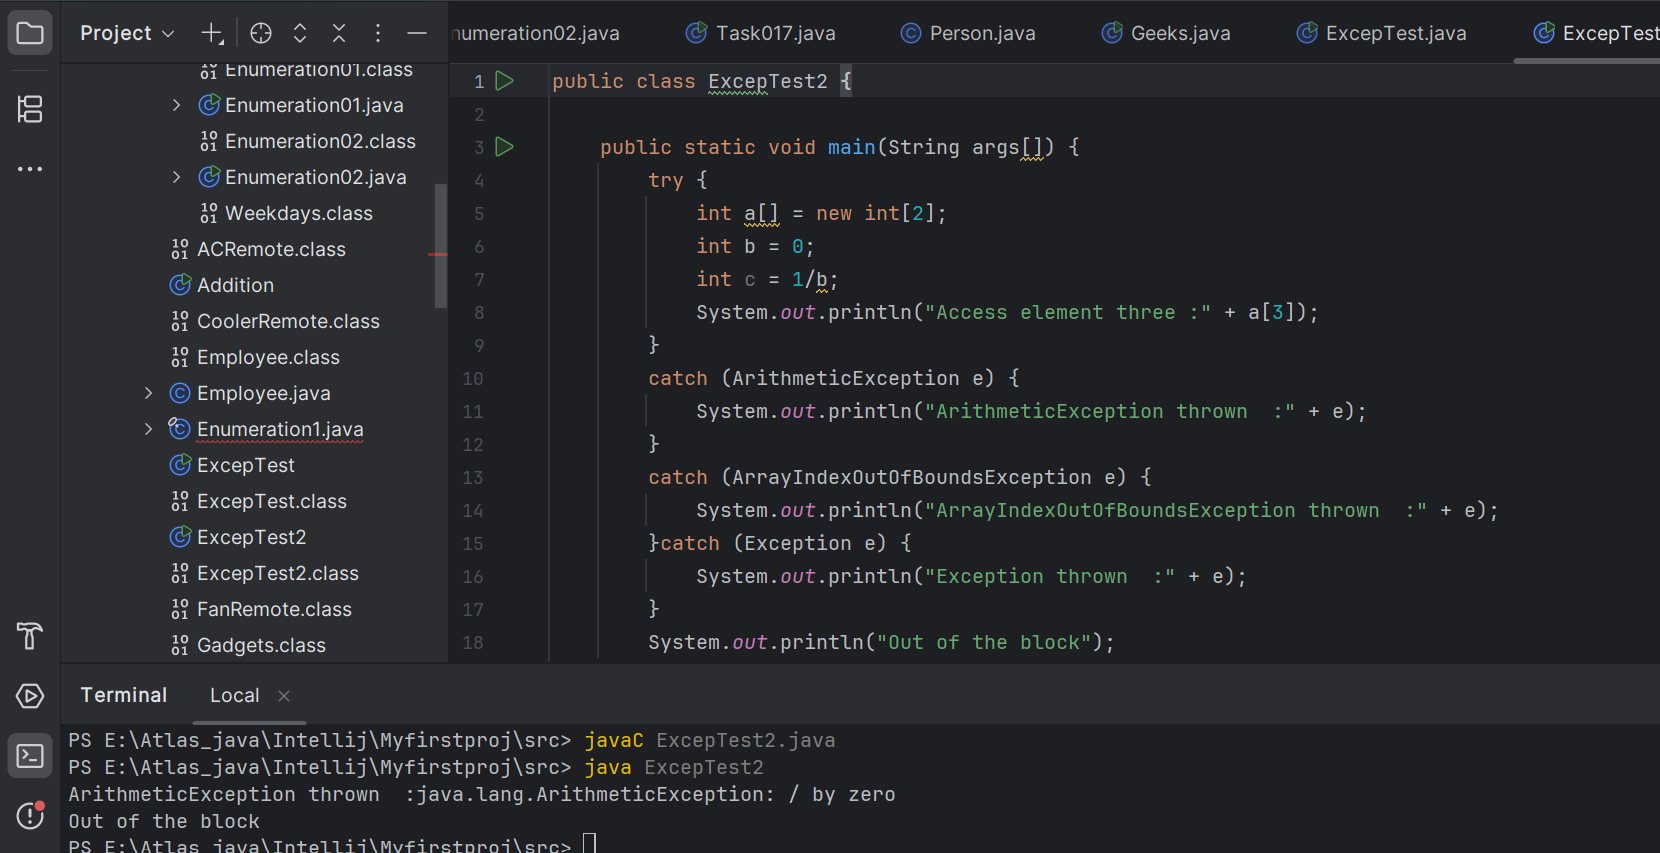 Project
Enumeration01.class
Enumeration01.java
Enumeration02.class
Enumeration02.java
Weekdays.class
ACRemote.class
Addition
CoolerRemote.class
Employee.class
Employee.java
Enumeration1.java
ExcepTest
ExcepTest.class
ExcepTest2
ExcepTest2.class
FanRemote.class
Gadgets.class
numeration02.java Task017.java Person.java Geeks.java ExcepTest.java ExcepTest
1 public class ExcepTest2 {
2
3 public static void main(String args[]) {
4 try {
5 int a[] = new int[2];
6 int b = 0;
7 int c = 1/b;
8 System.out.println("Access element three :" + a[3]);
9 }
10 catch (ArithmeticException e) {
11 System.out.println("ArithmeticException thrown  :" + e);
12 }
13 catch (ArrayIndexOutOfBoundsException e) {
14 System.out.println("ArrayIndexOutOfBoundsException thrown  :" + e);
15 }catch (Exception e) {
16 System.out.println("Exception thrown  :" + e);
17 }
18 System.out.println("Out of the block");
Terminal Local
PS E:\Atlas_java\Intellij\Myfirstproj\src> javaC ExcepTest2.java
PS E:\Atlas_java\Intellij\Myfirstproj\src> java ExcepTest2
ArithmeticException thrown  :java.lang.ArithmeticException: / by zero
Out of the block
PS E:\Atlas_java\Intellij\Myfirstproj\src>